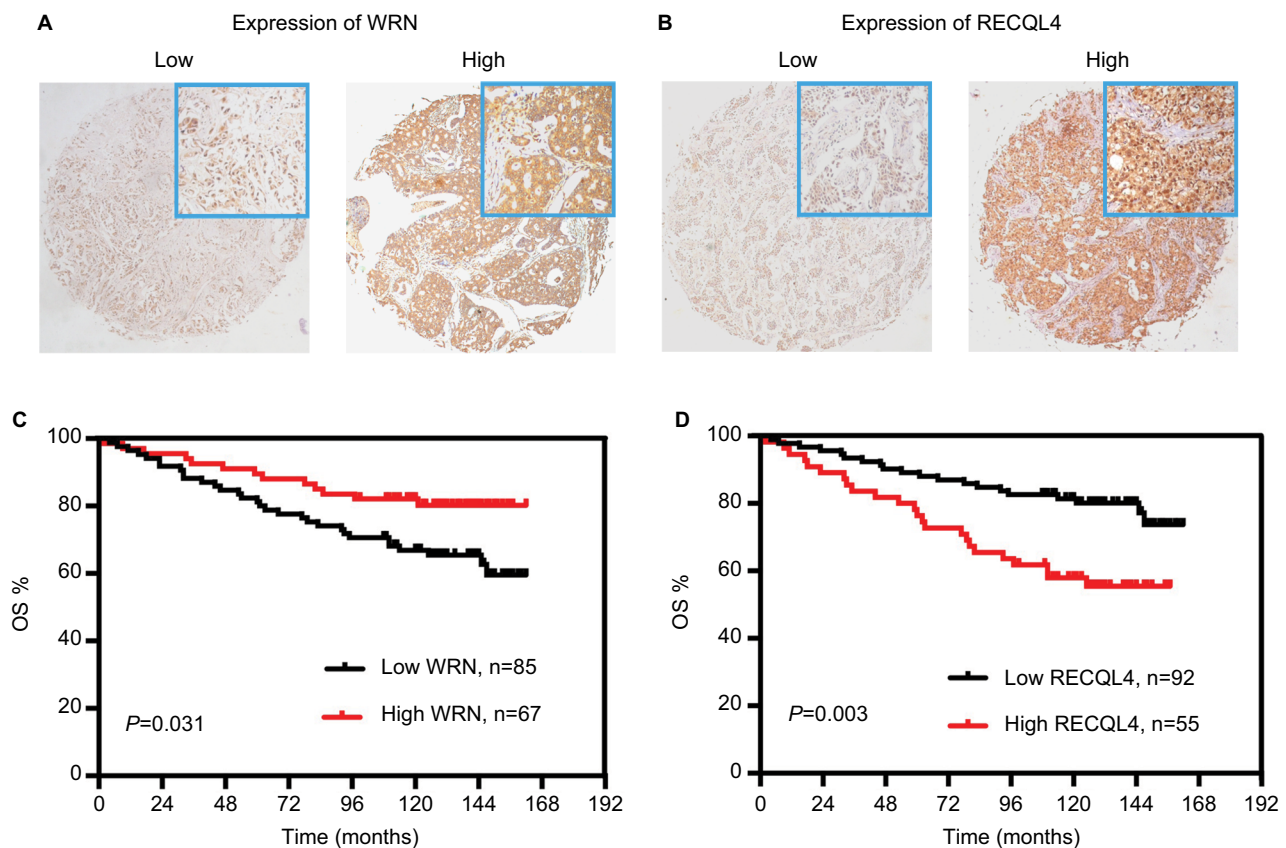 A
Expression of WRN
Low
High
B
Expression of RECQL4
Low
High
C
100
80
60
40
20
0
OS %
Low WRN, n=85
High WRN, n=67
P=0.031
0 24 48 72 96 120 144 168 192
Time (months)
D
100
80
60
40
20
0
OS %
Low RECQL4, n=92
High RECQL4, n=55
P=0.003
0 24 48 72 96 120 144 168 192
Time (months)